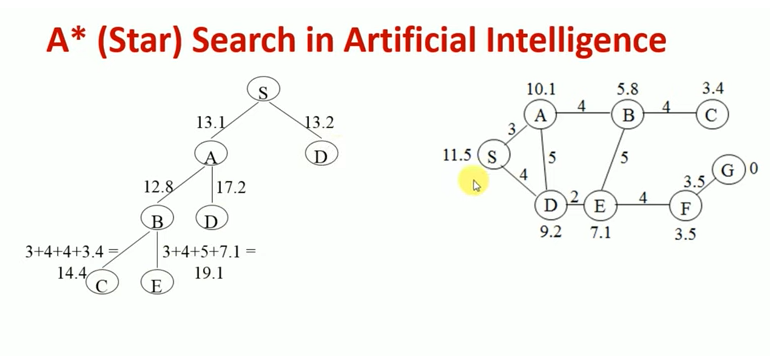 A* (Star) Search in Artificial Intelligence
S
13.1
13.2
A
D
12.8
17.2
B
D
3+4+4+3.4 =
14.4
3+4+5+7.1 =
19.1
C
E
10.1
5.8
3.4
A
4
B
4
C
3
11.5
S
5
5
4
G
0
3.5
D
2
E
4
F
9.2
7.1
3.5